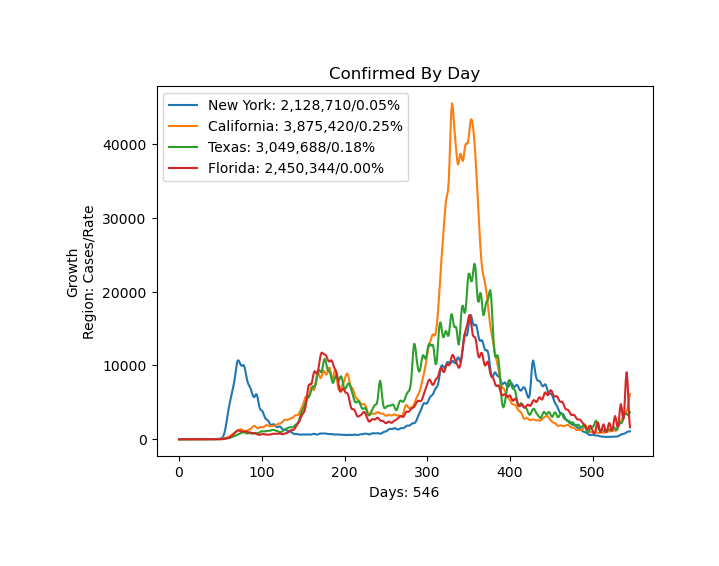 Confirmed By Day
New York: 2,128,710/0.05%
California: 3,875,420/0.25%
Texas: 3,049,688/0.18%
Florida: 2,450,344/0.00%
Growth
Region: Cases/Rate
40000
30000
20000
10000
0
0 100 200 300 400 500
Days: 546